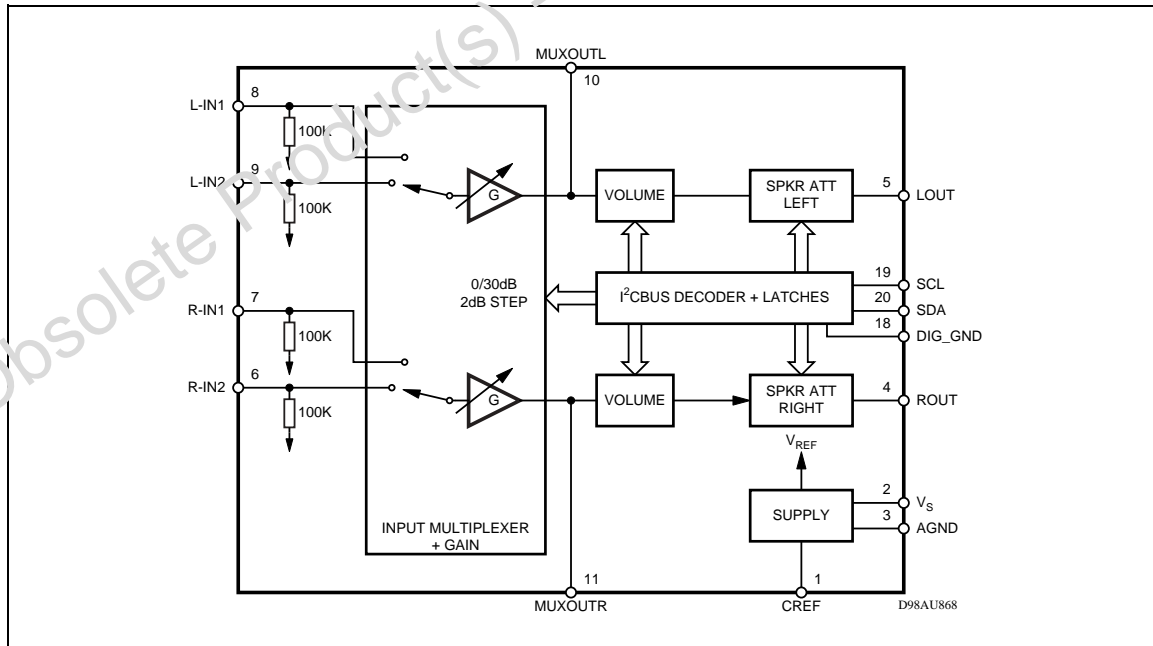 Obsolete Product(s)
MUXOUTL
10
8
L-IN1
100K
9
L-IN2
100K
G
VOLUME
SPKR ATT
LEFT
5
LOUT
0/30dB
2dB STEP
I²CBUS DECODER + LATCHES
19
SCL
20
SDA
18
DIG_GND
7
R-IN1
100K
6
R-IN2
100K
G
VOLUME
SPKR ATT
RIGHT
4
ROUT
VREF
SUPPLY
2
VS
3
AGND
INPUT MULTIPLEXER
+ GAIN
11
MUXOUTR
1
CREF
D98AU868